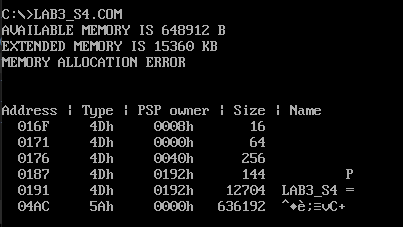 C:\>LAB3_S4.COM
AVAILABLE MEMORY IS 648912 B
EXTENDED MEMORY IS 15360 KB
MEMORY ALLOCATION ERROR
Address ¦ Type ¦ PSP owner ¦ Size ¦ Name
016F 4Dh 0008h 16
0171 4Dh 0000h 64
0176 4Dh 0040h 256
0187 4Dh 0192h 144 P
0191 4Dh 0192h 12704 LAB3_S4 =
04AC 5Ah 0000h 636192